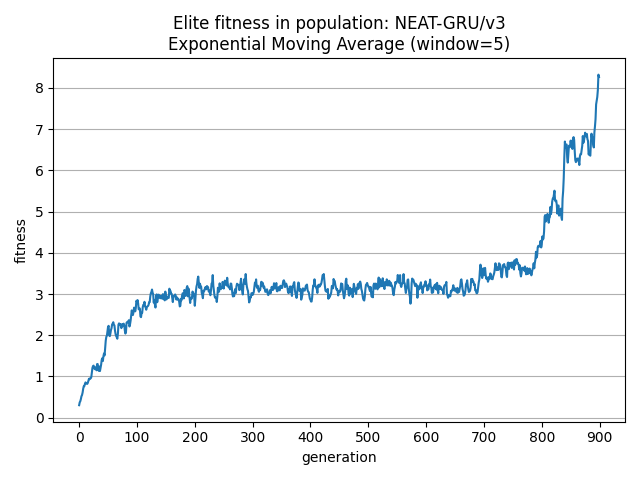 Elite fitness in population: NEAT-GRU/v3
Exponential Moving Average (window=5)
fitness
8
7
6
5
4
3
2
1
0
0 100 200 300 400 500 600 700 800 900
generation